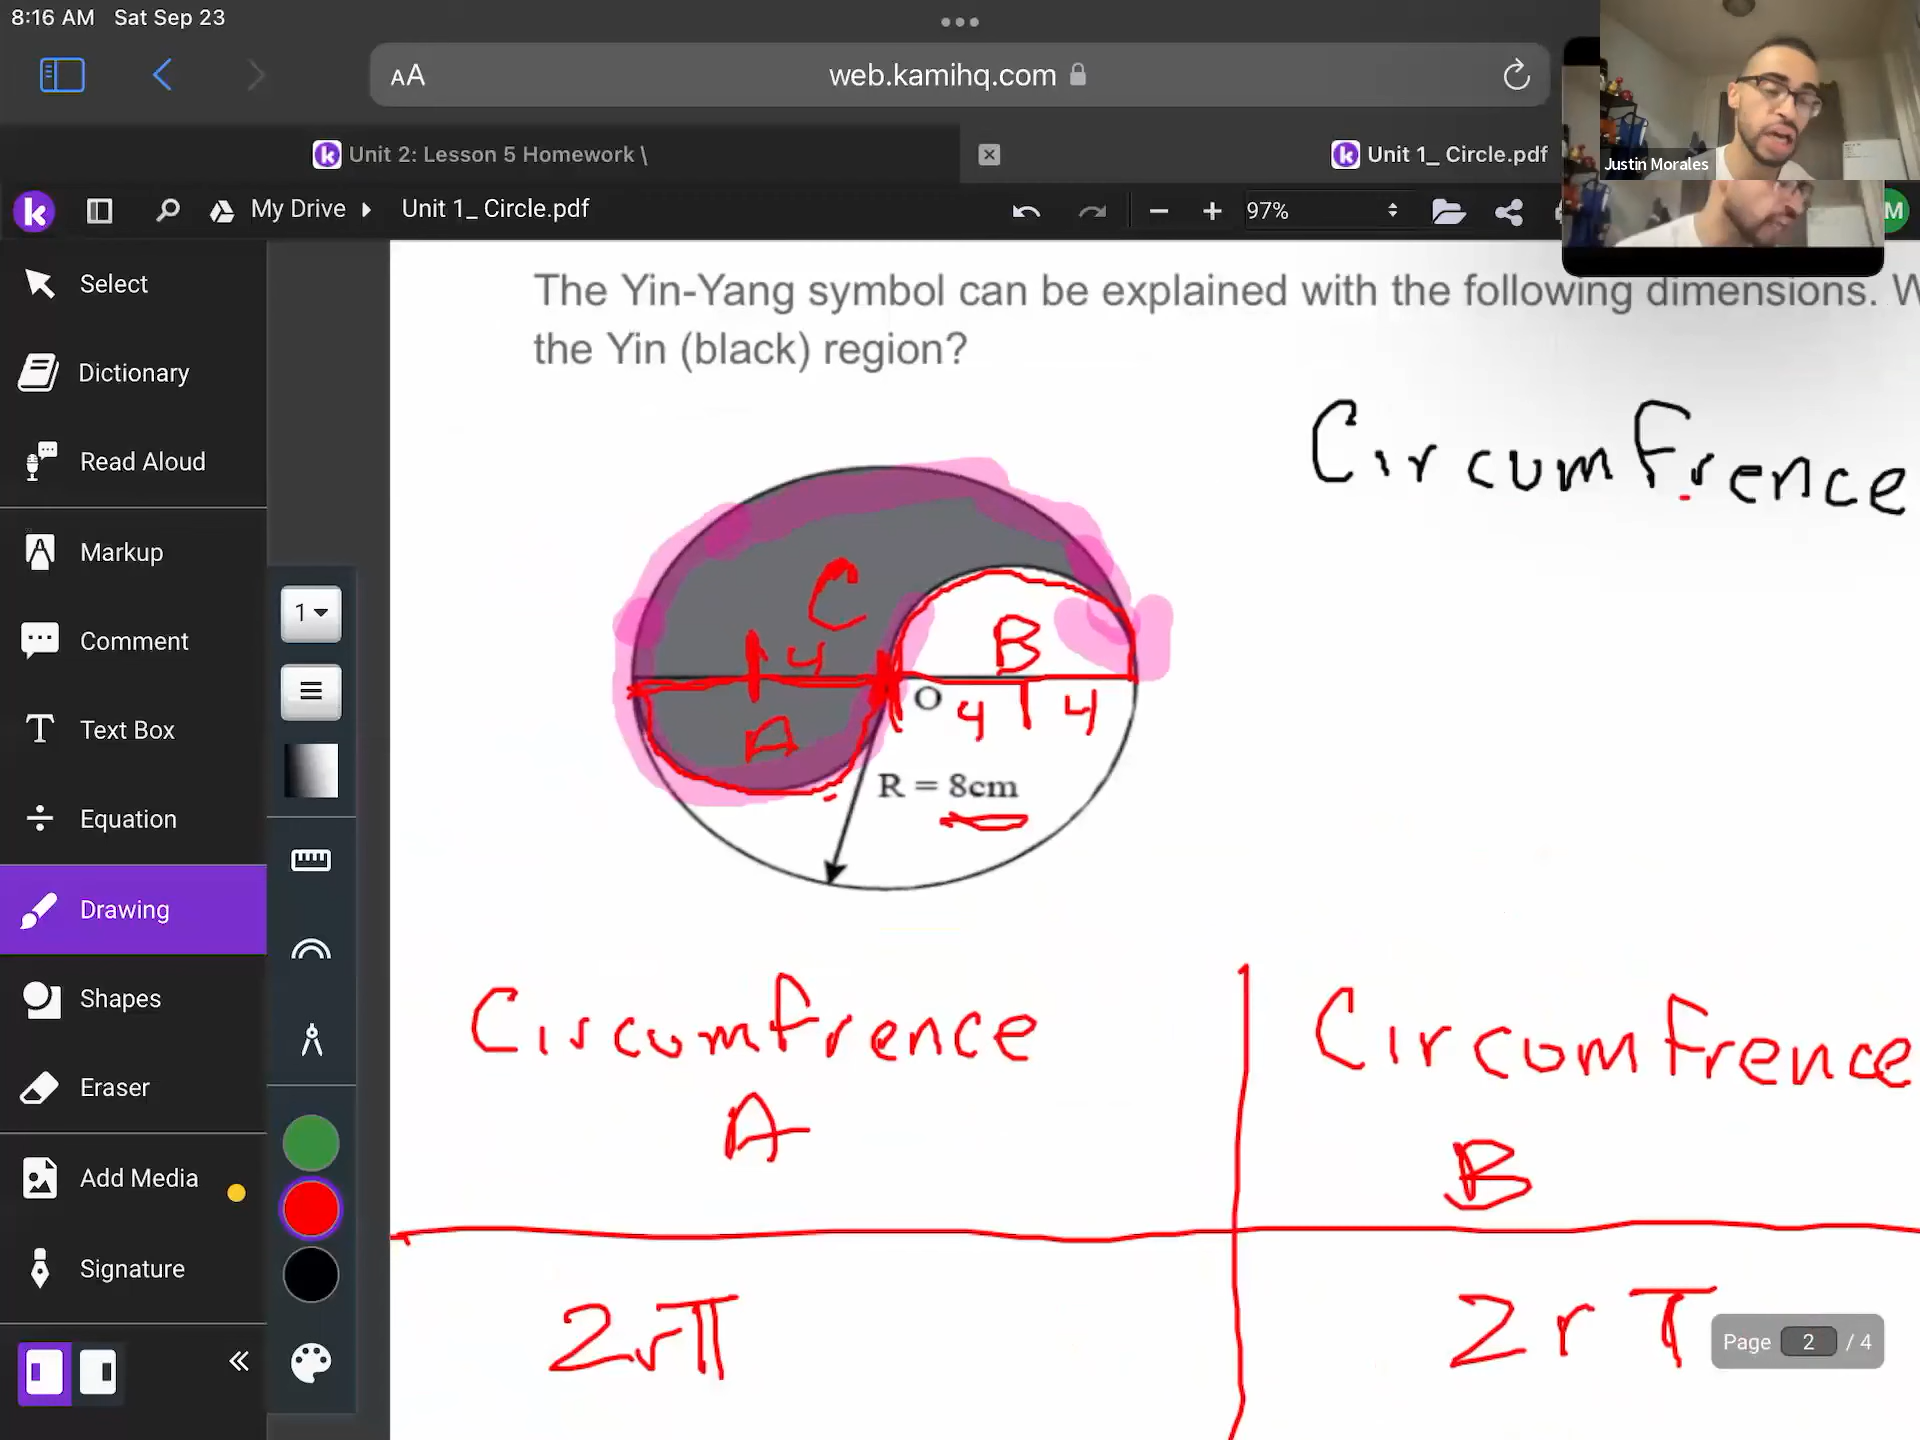 8:16 AM Sat Sep 23
AA
web.kamihq.com
Unit 2: Lesson 5 Homework \
Unit 1_ Circle.pdf
Justin Morales
My Drive
Unit 1_ Circle.pdf
97%
M
Select
Dictionary
Read Aloud
Markup
Comment
Text Box
Equation
Drawing
Shapes
Eraser
Add Media
Signature
1
The Yin-Yang symbol can be explained with the following dimensions. W
the Yin (black) region?
Circumfrence
C
4
B
A
O
4 4
R = 8cm
Circumfrence
A
Circumfrence
B
2rπ
2 r π
Page 2 / 4